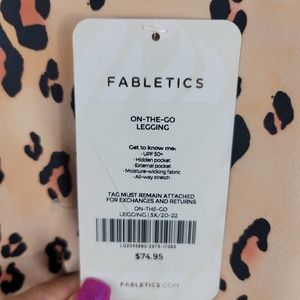 FABLETICS
ON-THE-GO
LEGGING
Get to know me:
· UPF 50+
· Hidden pocket
· External pocket
· Moisture-wicking fabric
· All-way stretch
TAG MUST REMAIN ATTACHED
FOR EXCHANGES AND RETURNS
ON-THE-GO
LEGGING | 3X/20-22
$74.95
FABLETICS.COM